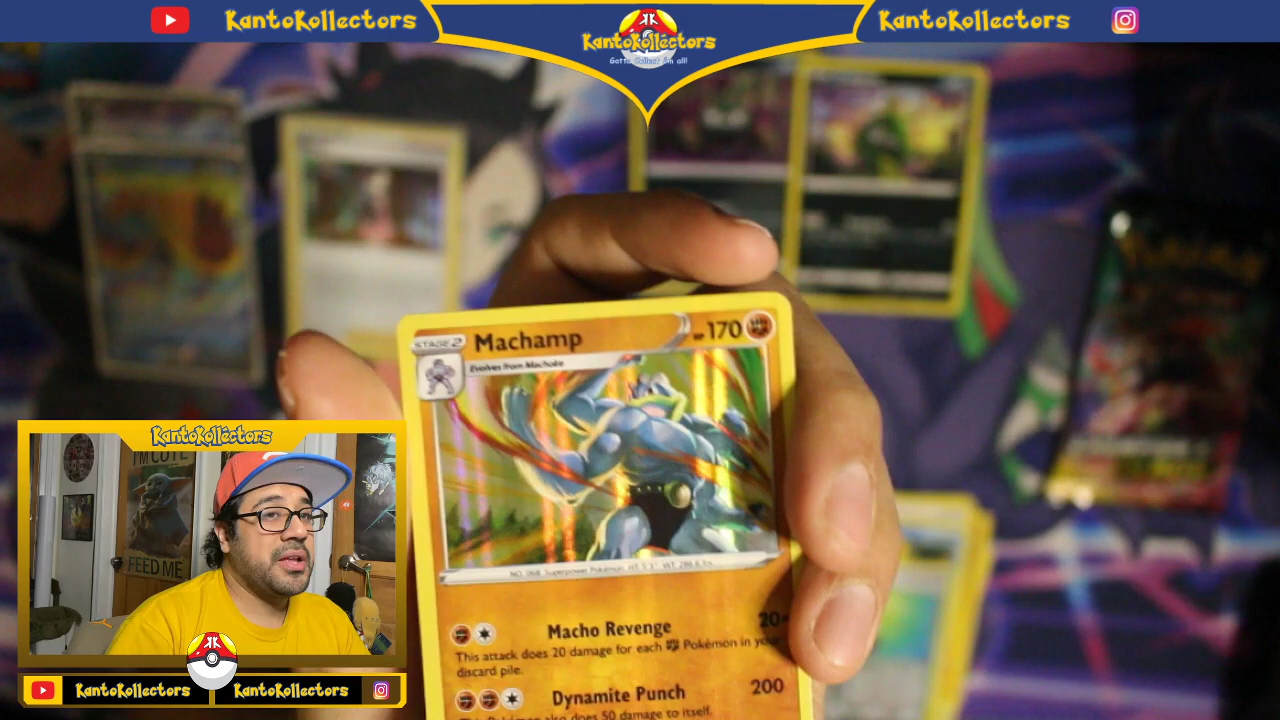 KantoKollectors
KantoKollectors
Gotta Kollect 'em all!
KantoKollectors
STAGE 2
Machamp
HP 170
Evolves from Machoke
NO. 068 Superpower Pokémon HT: 5'3" WT: 286.6 lbs.
Macho Revenge
20
This attack does 20 damage for each Pokémon in your
discard pile.
Dynamite Punch
200
This Pokémon also does 50 damage to itself.
KantoKollectors
I'M CUTE
FEED ME
KantoKollectors
KantoKollectors